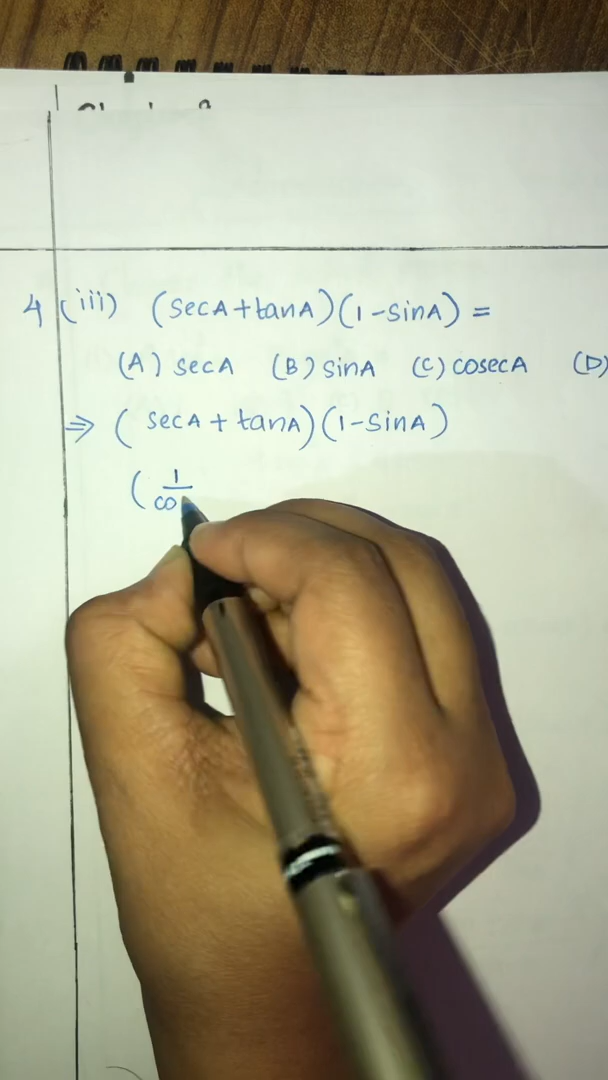 4 (iii) (secA+tanA)(1-sinA) =
(A) secA (B) sinA (C) cosecA (D)
⇒ (secA + tanA)(1-sinA)
( 1/co